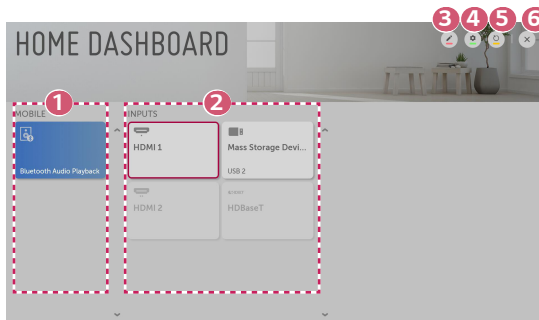 3 4 5 6
HOME DASHBOARD
1 2
MOBILE INPUTS
HDMI 1 Mass Storage Devi...
Bluetooth Audio Playback USB 2
HDMI 2 HDBaseT